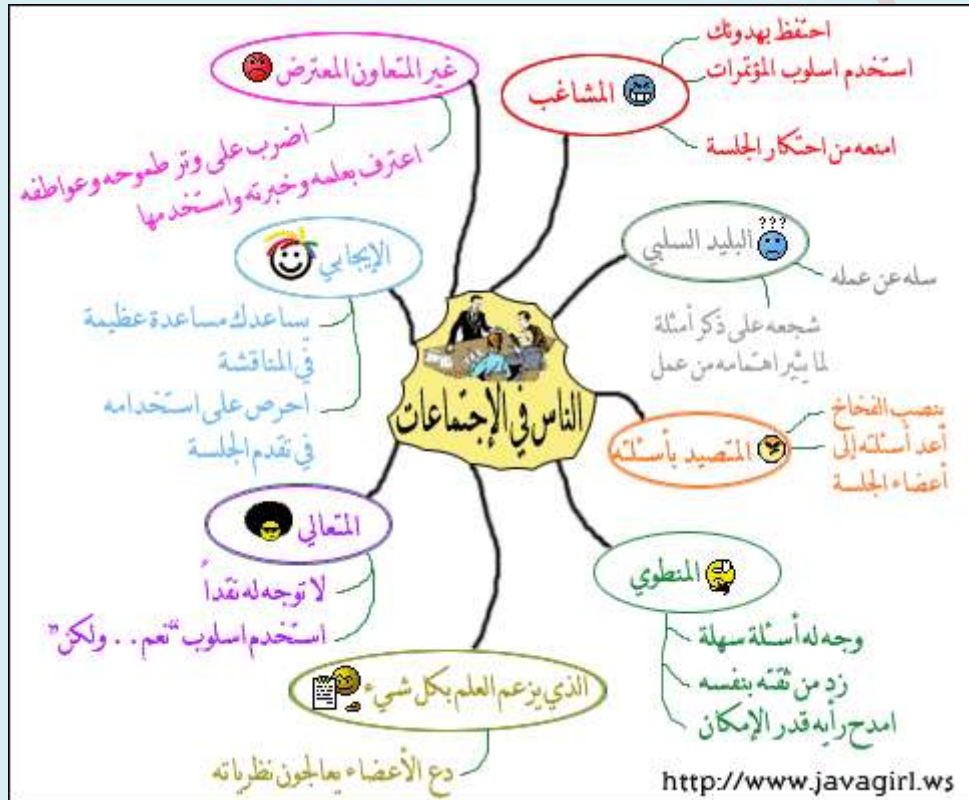 الناس في الإجتماعات
المشاغب
احتفظ بهدوئك
استخدم اسلوب المؤتمرات
امنعه من احتكار الجلسة
البليد السلبي
???
سله عن عمله
شجعه على ذكر أمثلة
لما يثير اهتمامه من عمل
المتصيد بأسئلته
ينصب الفخاخ
أعد أسئلته إلى
أعضاء الجلسة
المنطوي
وجه له أسئلة سهلة
زد من ثقته بنفسه
امدح رأيه قدر الإمكان
الذي يزعم العلم بكل شيء
دع الأعضاء يعالجون نظرياته
المتعالي
لا توجه له نقداً
استخدم اسلوب "نعم . . ولكن"
الإيجابي
يساعدك مساعدة عظيمة
في المناقشة
احرص على استخدامه
في تقدم الجلسة
غير المتعاون المعترض
اضرب على وتر طموحه وعواطفه
اعترف بعلمه وخبرته واستخدمها
http://www.javagirl.ws